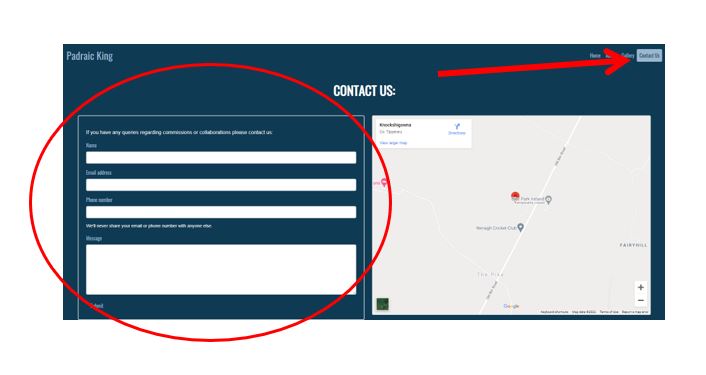 Padraic King
Home
Gallery
Contact Us
CONTACT US:
If you have any queries regarding commissions or collaborations please contact us:
Name
Email address
Phone number
We'll never share your email or phone number with anyone else.
Message
Submit
Knockshigowna
Co. Tipperary
Directions
View larger map
Park Ireland
Nenagh Cricket Club
FAIRYHILL
The Pike
Google
Keyboard shortcuts Map data ©2022 Terms of Use Report a map error